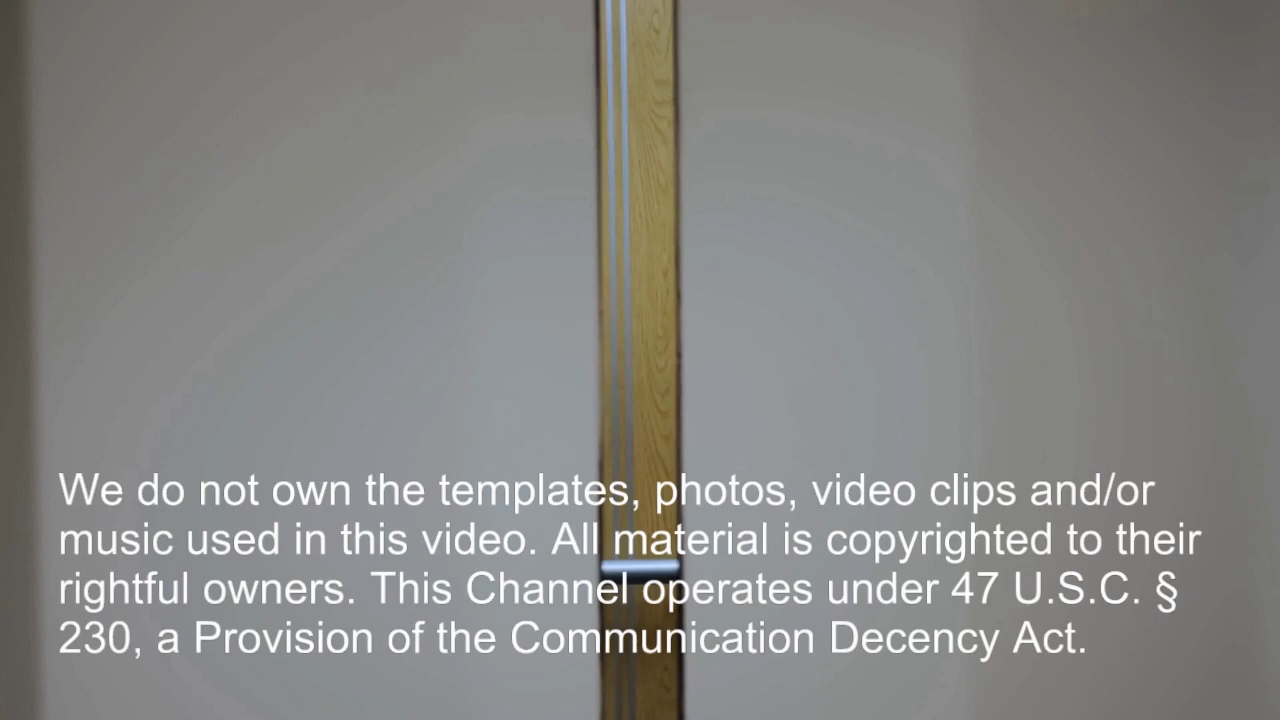 We do not own the templates, photos, video clips and/or
music used in this video. All material is copyrighted to their
rightful owners. This Channel operates under 47 U.S.C. §
230, a Provision of the Communication Decency Act.